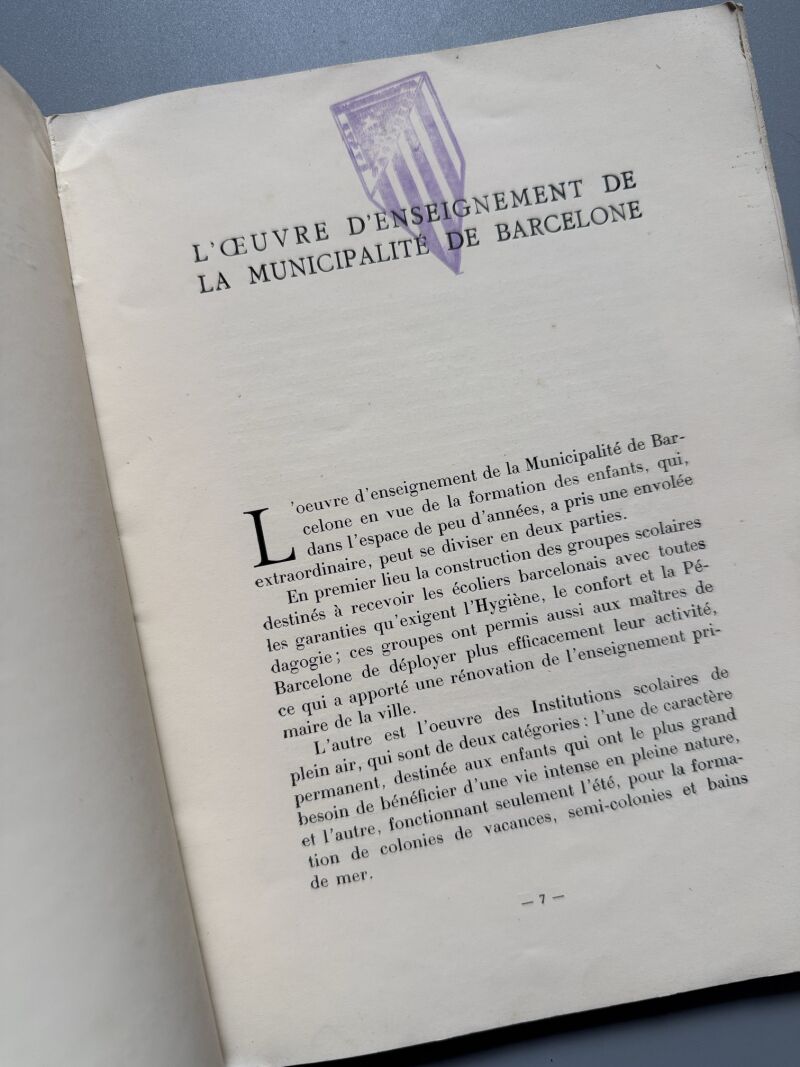 L'ŒUVRE D'ENSEIGNEMENT DE
LA MUNICIPALITÉ DE BARCELONE
L'oeuvre d'enseignement de la Municipalité de Bar-
celone en vue de la formation des enfants, qui,
dans l'espace de peu d'années, a pris une envolée
extraordinaire, peut se diviser en deux parties.
En premier lieu la construction des groupes scolaires
destinés à recevoir les écoliers barcelonais avec toutes
les garanties qu'exigent l'Hygiène, le confort et la Pé-
dagogie; ces groupes ont permis aussi aux maîtres de
Barcelone de déployer plus efficacement leur activité,
ce qui a apporté une rénovation de l'enseignement pri-
maire de la ville.
L'autre est l'oeuvre des Institutions scolaires de
plein air, qui sont de deux catégories: l'une de caractère
permanent, destinée aux enfants qui ont le plus grand
besoin de bénéficier d'une vie intense en pleine nature,
et l'autre, fonctionnant seulement l'été, pour la forma-
tion de colonies de vacances, semi-colonies et bains
de mer.
— 7 —